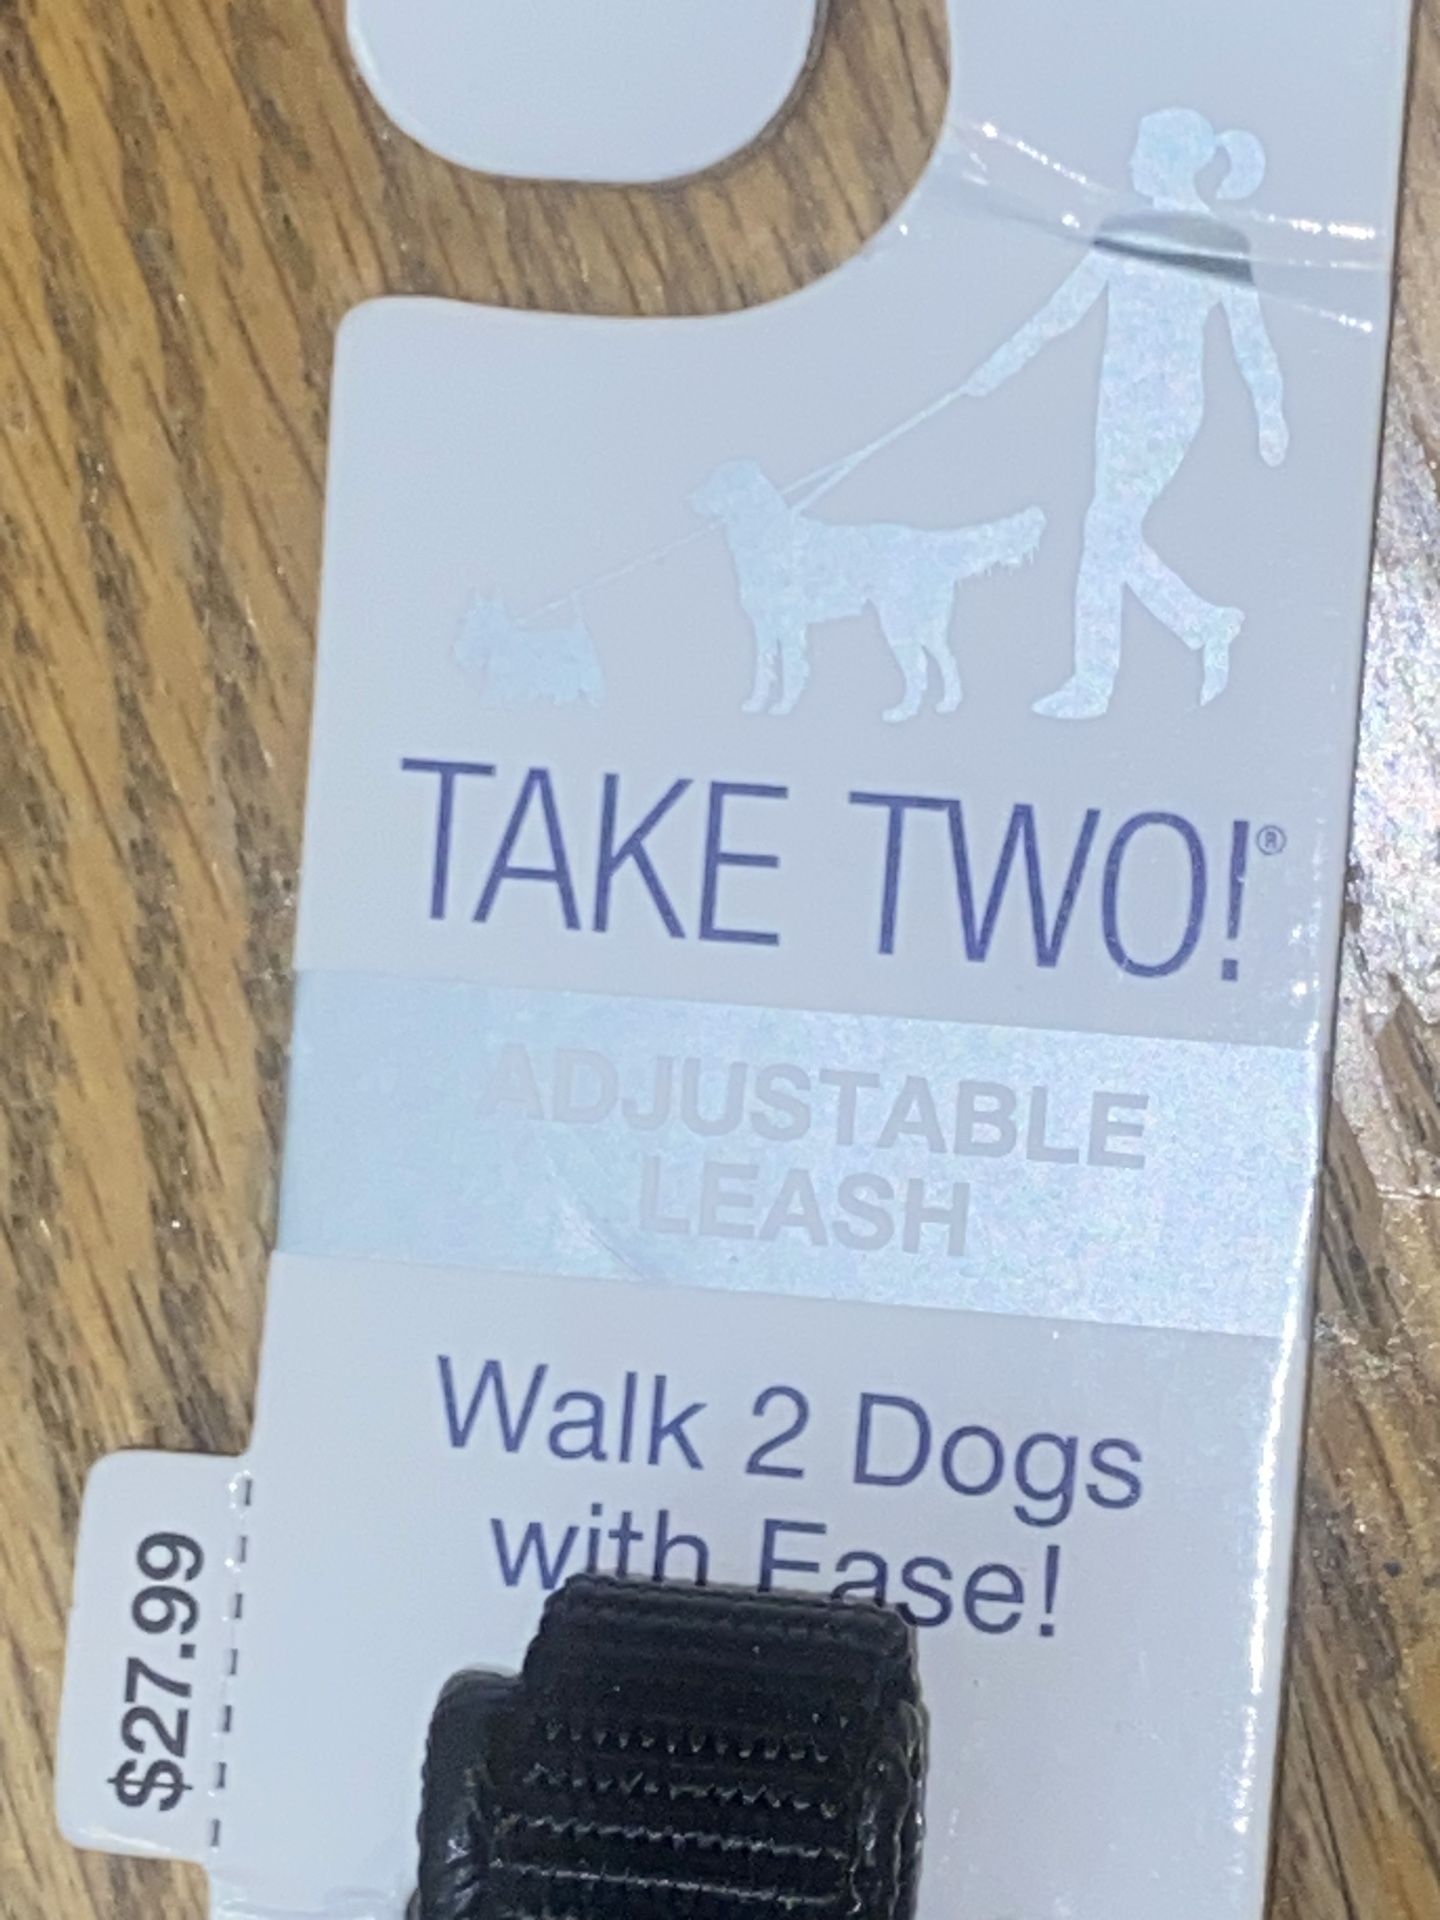 TAKE TWO!®
ADJUSTABLE
LEASH
Walk 2 Dogs
with Ease!
$27.99